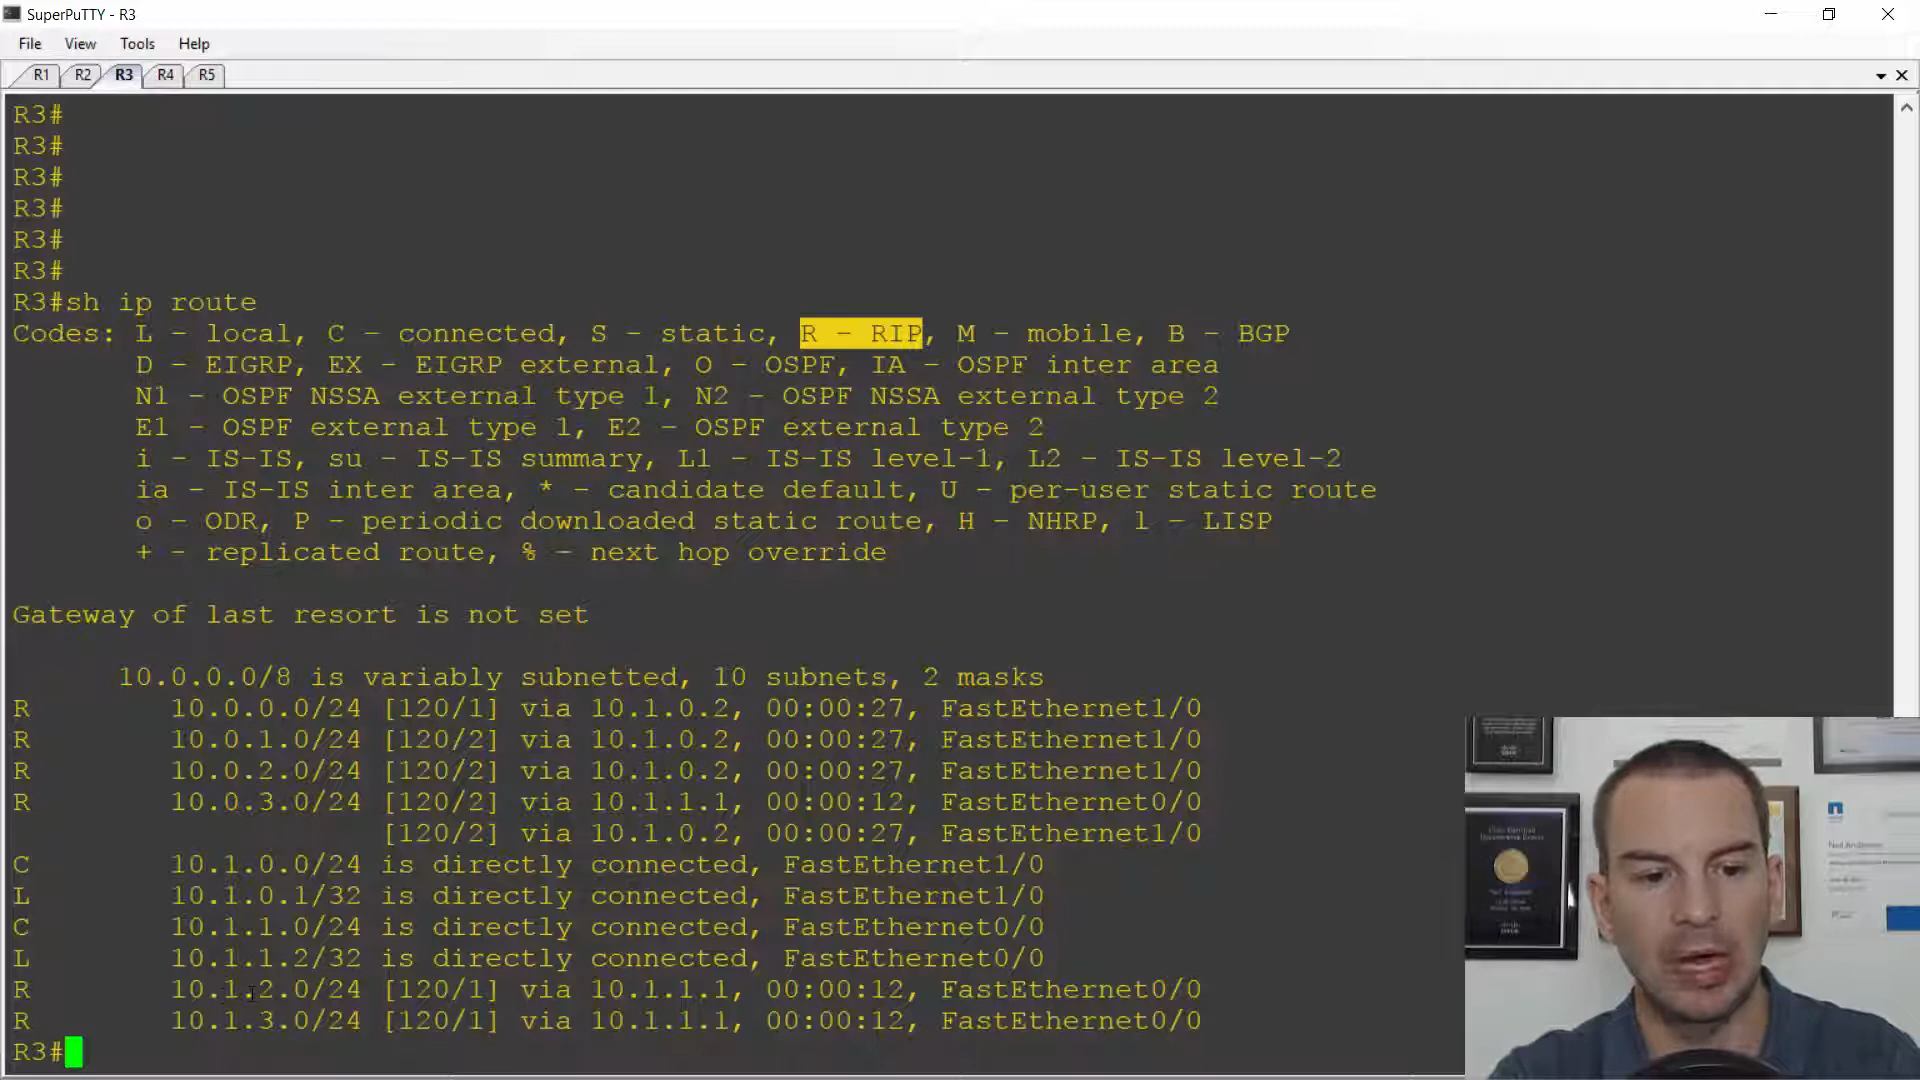 SuperPuTTY - R3
File View Tools Help
R1 R2 R3 R4 R5
R3#
R3#
R3#
R3#
R3#
R3#
R3#sh ip route
Codes: L - local, C - connected, S - static, R - RIP, M - mobile, B - BGP
D - EIGRP, EX - EIGRP external, O - OSPF, IA - OSPF inter area
N1 - OSPF NSSA external type 1, N2 - OSPF NSSA external type 2
E1 - OSPF external type 1, E2 - OSPF external type 2
i - IS-IS, su - IS-IS summary, L1 - IS-IS level-1, L2 - IS-IS level-2
ia - IS-IS inter area, * - candidate default, U - per-user static route
o - ODR, P - periodic downloaded static route, H - NHRP, l - LISP
+ - replicated route, % - next hop override
Gateway of last resort is not set
10.0.0.0/8 is variably subnetted, 10 subnets, 2 masks
R 10.0.0.0/24 [120/1] via 10.1.0.2, 00:00:27, FastEthernet1/0
R 10.0.1.0/24 [120/2] via 10.1.0.2, 00:00:27, FastEthernet1/0
R 10.0.2.0/24 [120/2] via 10.1.0.2, 00:00:27, FastEthernet1/0
R 10.0.3.0/24 [120/2] via 10.1.1.1, 00:00:12, FastEthernet0/0
[120/2] via 10.1.0.2, 00:00:27, FastEthernet1/0
C 10.1.0.0/24 is directly connected, FastEthernet1/0
L 10.1.0.1/32 is directly connected, FastEthernet1/0
C 10.1.1.0/24 is directly connected, FastEthernet0/0
L 10.1.1.2/32 is directly connected, FastEthernet0/0
R 10.1.2.0/24 [120/1] via 10.1.1.1, 00:00:12, FastEthernet0/0
R 10.1.3.0/24 [120/1] via 10.1.1.1, 00:00:12, FastEthernet0/0
R3#